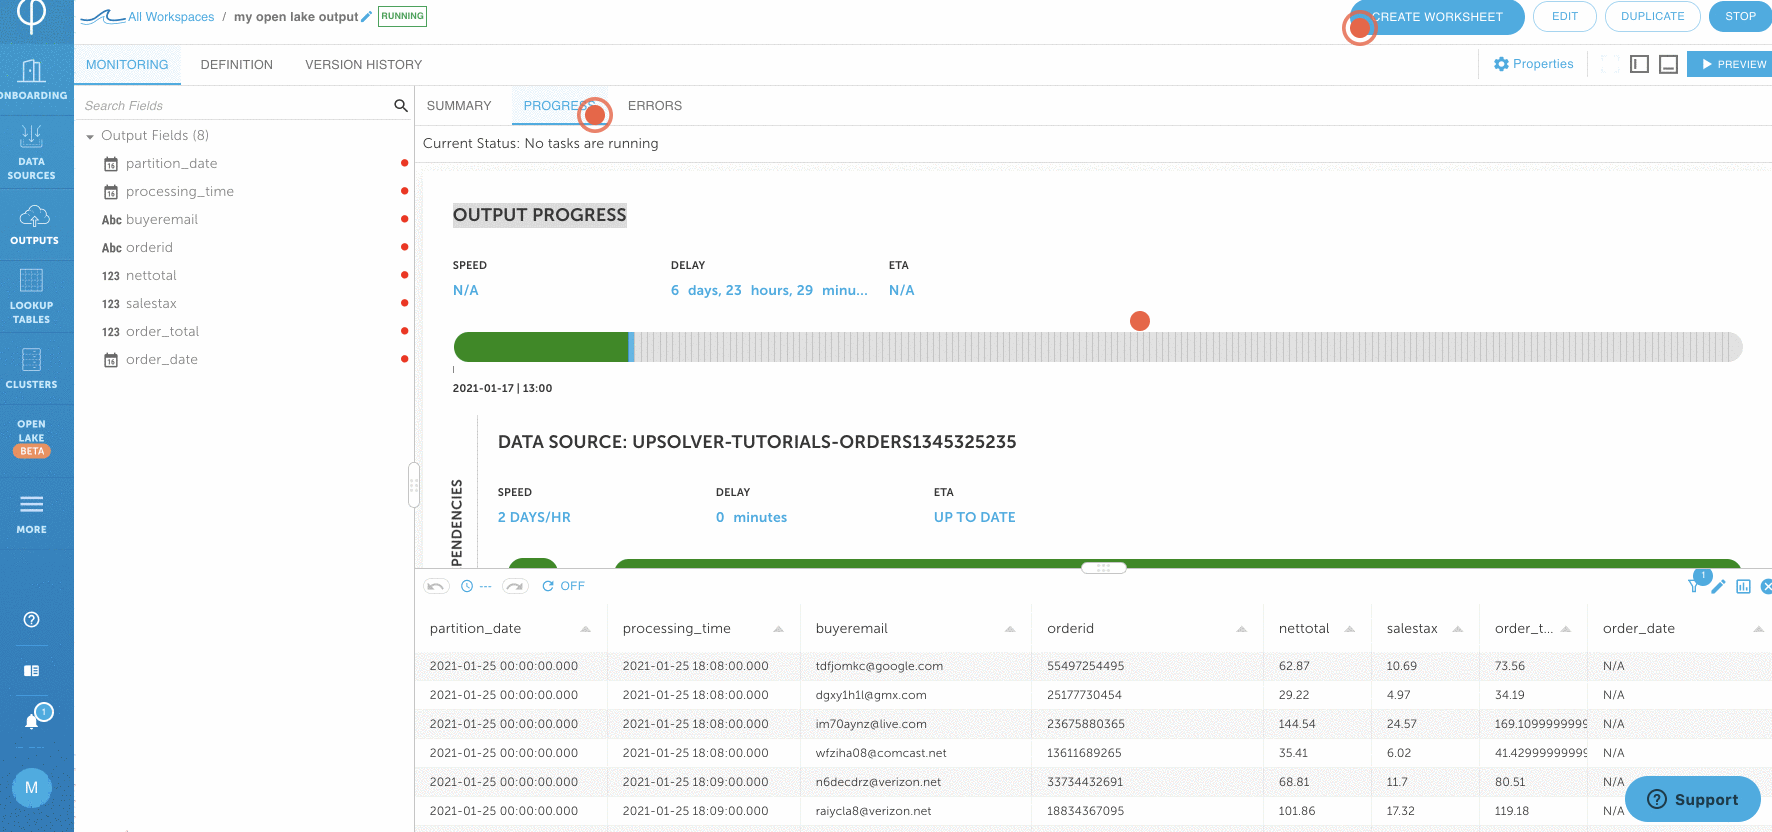 All Workspaces / my open lake output RUNNING
CREATE WORKSHEET EDIT DUPLICATE STOP
MONITORING DEFINITION VERSION HISTORY
Properties PREVIEW
ONBOARDING
DATA
SOURCES
OUTPUTS
LOOKUP
TABLES
CLUSTERS
OPEN
LAKE
BETA
MORE
1
M
Search Fields
Output Fields (8)
16 partition_date
16 processing_time
Abc buyeremail
Abc orderid
123 nettotal
123 salestax
123 order_total
16 order_date
SUMMARY PROGRESS ERRORS
Current Status: No tasks are running
OUTPUT PROGRESS
SPEED DELAY ETA
N/A 6 days, 23 hours, 29 minu... N/A
2021-01-17 | 13:00
PENDENCIES
DATA SOURCE: UPSOLVER-TUTORIALS-ORDERS1345325235
SPEED DELAY ETA
2 DAYS/HR 0 minutes UP TO DATE
--- OFF 1
partition_date processing_time buyeremail orderid nettotal salestax order_t... order_date
2021-01-25 00:00:00.000 2021-01-25 18:08:00.000 tdfjomkc@google.com 55497254495 62.87 10.69 73.56 N/A
2021-01-25 00:00:00.000 2021-01-25 18:08:00.000 dgxy1h1l@gmx.com 25177730454 29.22 4.97 34.19 N/A
2021-01-25 00:00:00.000 2021-01-25 18:08:00.000 im70aynz@live.com 23675880365 144.54 24.57 169.1099999999 N/A
2021-01-25 00:00:00.000 2021-01-25 18:08:00.000 wfziha08@comcast.net 13611689265 35.41 6.02 41.42999999999 N/A
2021-01-25 00:00:00.000 2021-01-25 18:09:00.000 n6decdrz@verizon.net 33734432691 68.81 11.7 80.51 N/A
2021-01-25 00:00:00.000 2021-01-25 18:09:00.000 raiycla8@verizon.net 18834367095 101.86 17.32 119.18 N/A
Support